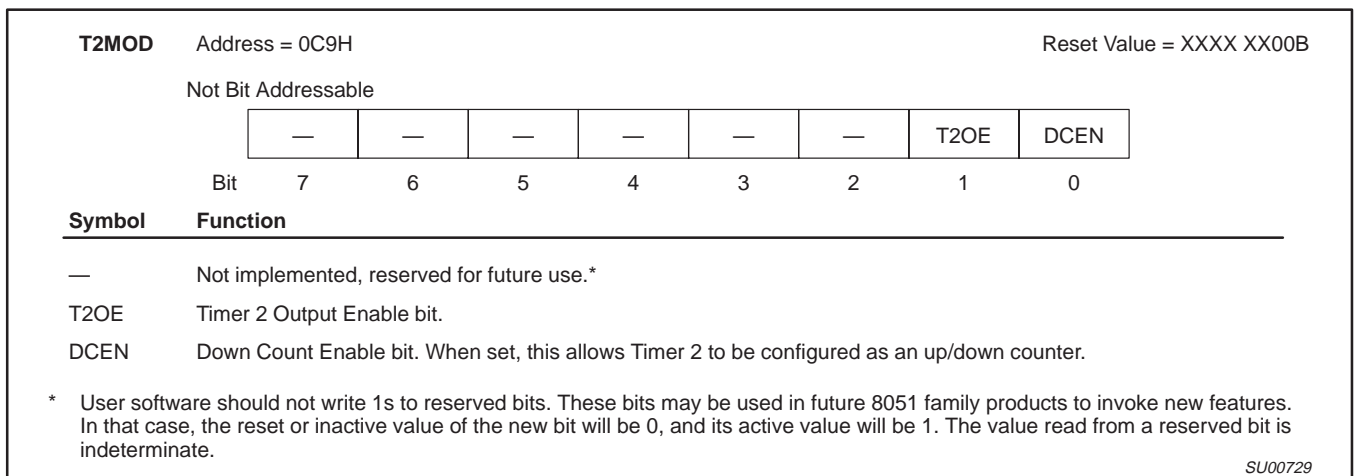 T2MOD Address = 0C9H Reset Value = XXXX XX00B
Not Bit Addressable
— — — — — — T2OE DCEN
Bit 7 6 5 4 3 2 1 0
Symbol Function
— Not implemented, reserved for future use.*
T2OE Timer 2 Output Enable bit.
DCEN Down Count Enable bit. When set, this allows Timer 2 to be configured as an up/down counter.
* User software should not write 1s to reserved bits. These bits may be used in future 8051 family products to invoke new features.
In that case, the reset or inactive value of the new bit will be 0, and its active value will be 1. The value read from a reserved bit is
indeterminate.
SU00729